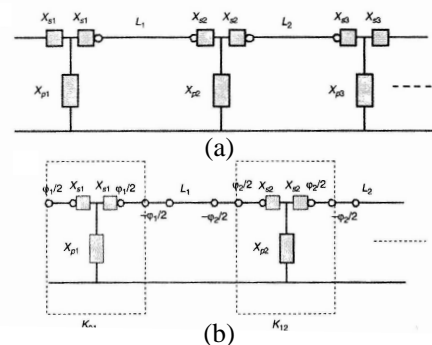 Xs1 Xs1 L1 Xs2 Xs2 L2 Xs3 Xs3
Xp1 Xp2 Xp3
(a)
φ1/2 Xs1 Xs1 φ1/2 L1 φ2/2 Xs2 Xs2 φ2/2 L2
−φ1/2 −φ2/2 −φ2/2
Xp1 Xp2
K12
(b)